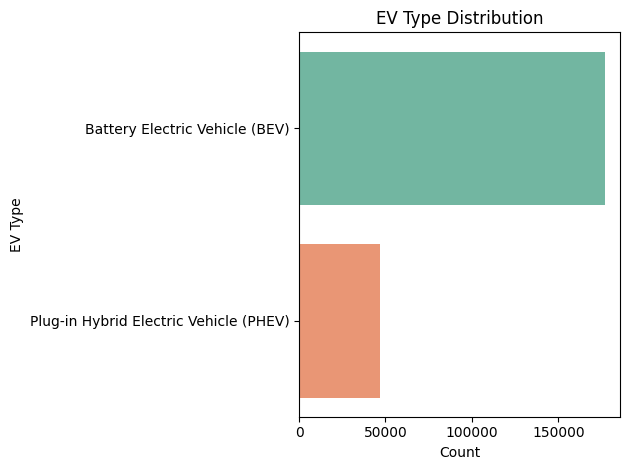 EV Type Distribution
Battery Electric Vehicle (BEV)
EV Type
Plug-in Hybrid Electric Vehicle (PHEV)
0 50000 100000 150000
Count